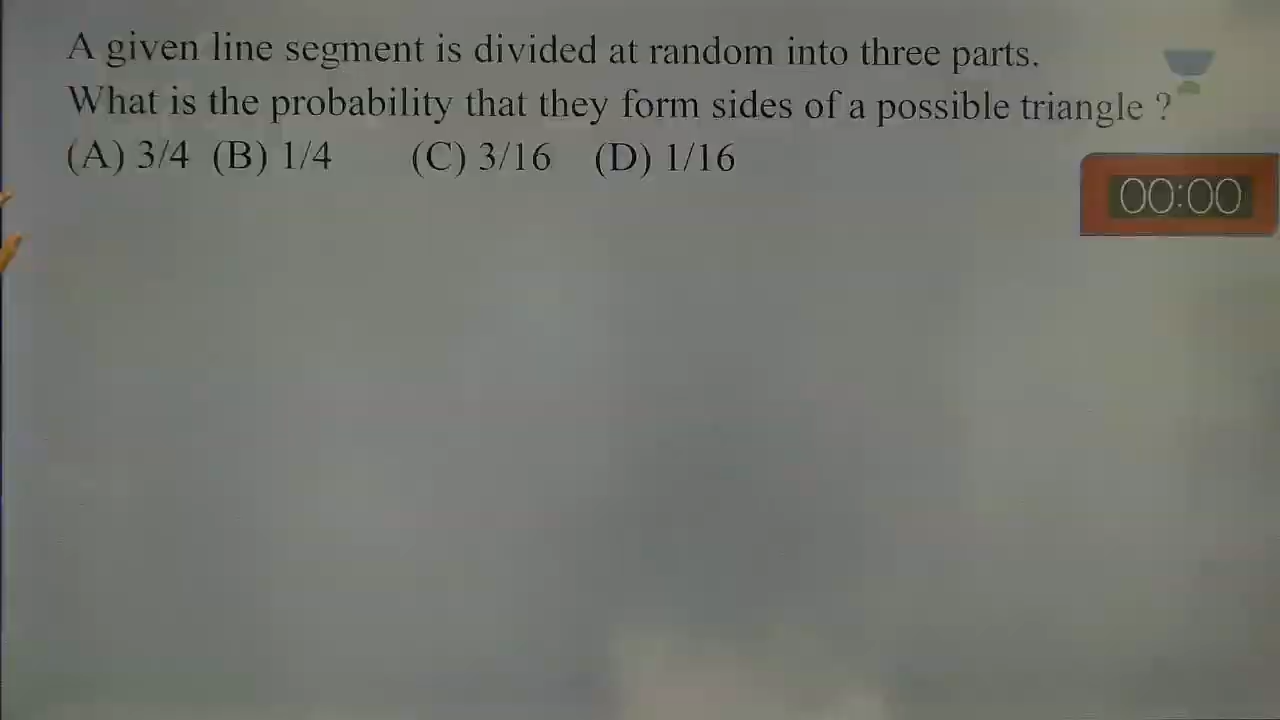 A given line segment is divided at random into three parts.
What is the probability that they form sides of a possible triangle ?
(A) 3/4 (B) 1/4 (C) 3/16 (D) 1/16
00:00